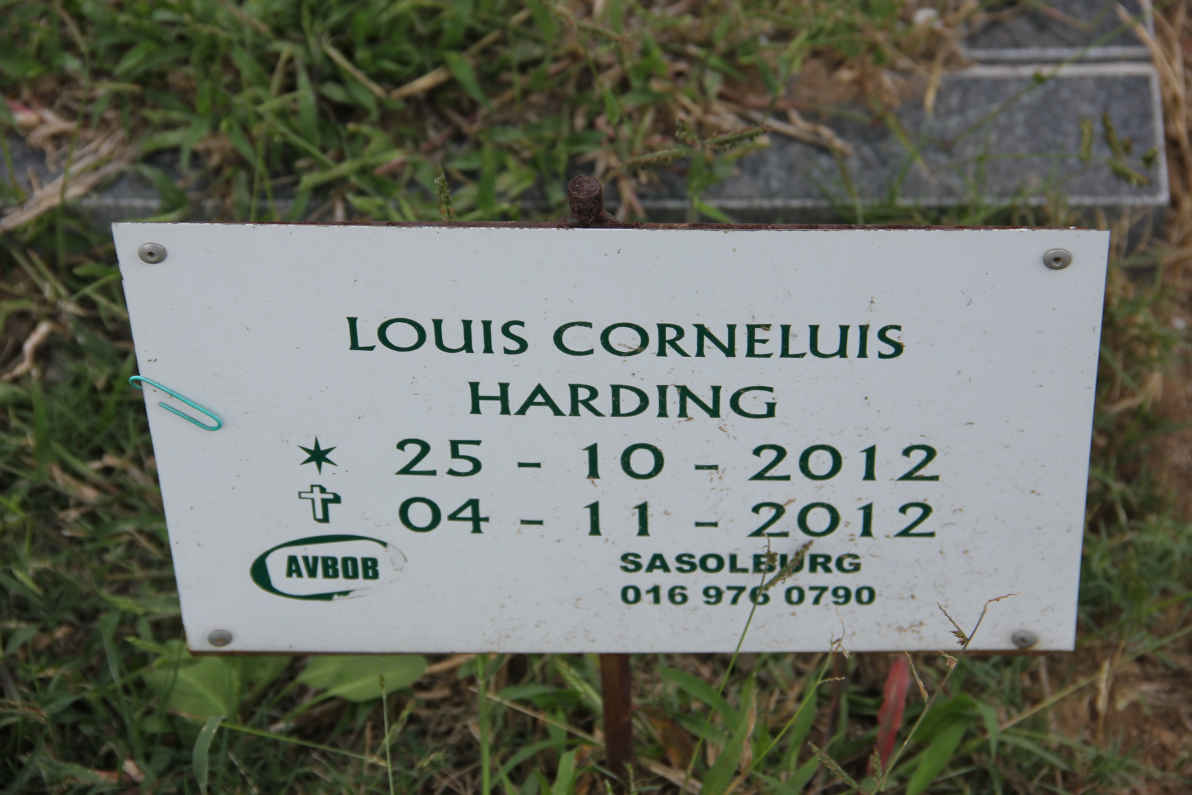 LOUIS CORNELUIS
HARDING
25 - 10 - 2012
04 - 11 - 2012
AVBOB
SASOLBURG
016 976 0790